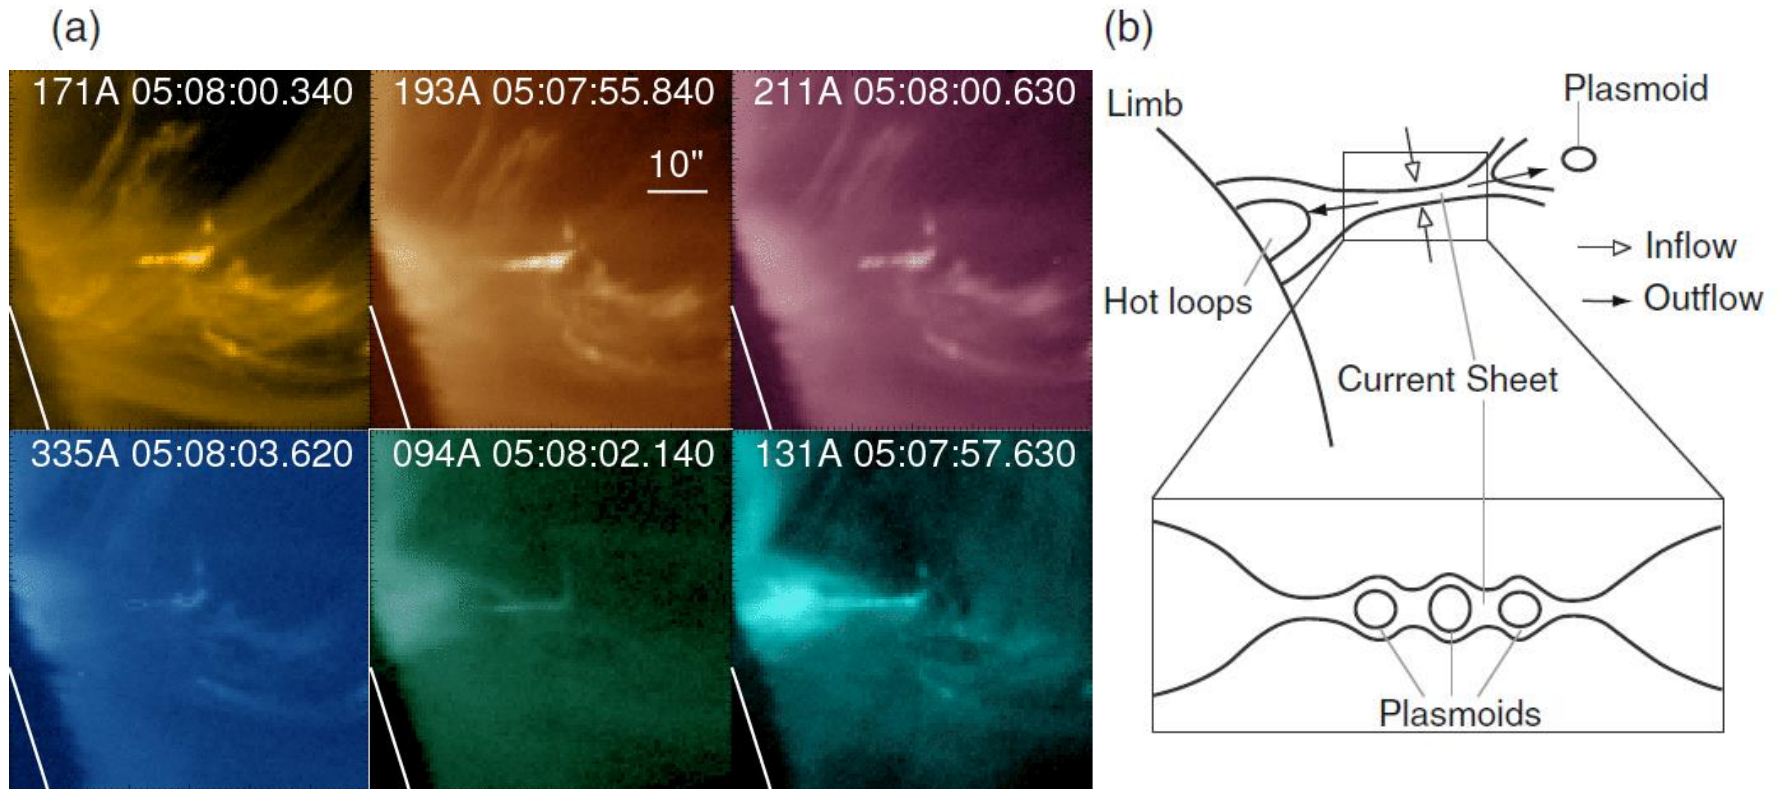 (a)
171A 05:08:00.340
193A 05:07:55.840
211A 05:08:00.630
10"
335A 05:08:03.620
094A 05:08:02.140
131A 05:07:57.630
(b)
Limb
Plasmoid
Inflow
Outflow
Hot loops
Current Sheet
Plasmoids